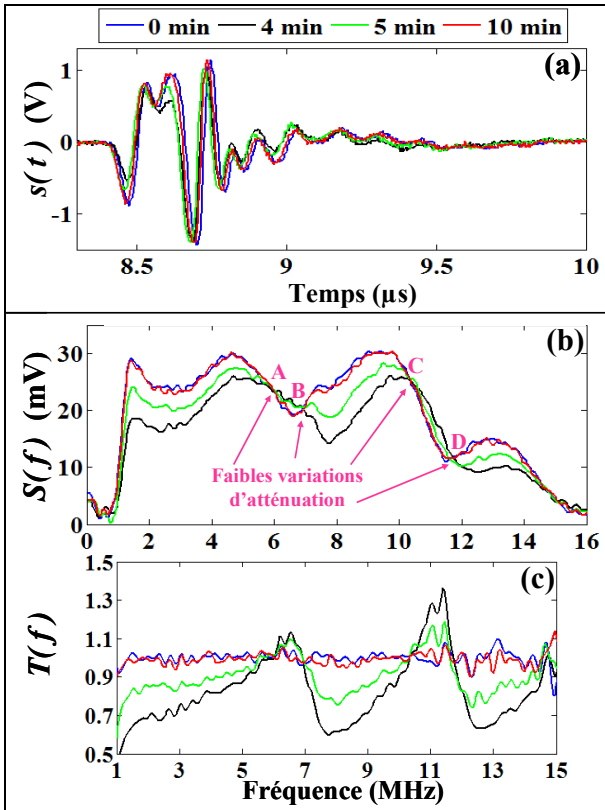 0 min 4 min 5 min 10 min
(a)
s(t) (V)
1
0
-1
8.5 9 9.5 10
Temps (µs)
(b)
S(f) (mV)
30
20
10
0
A
B
C
D
Faibles variations
d'atténuation
0 2 4 6 8 10 12 14 16
(c)
T(f)
1.5
1.3
1.1
0.9
0.7
0.5
1 3 5 7 9 11 13 15
Fréquence (MHz)